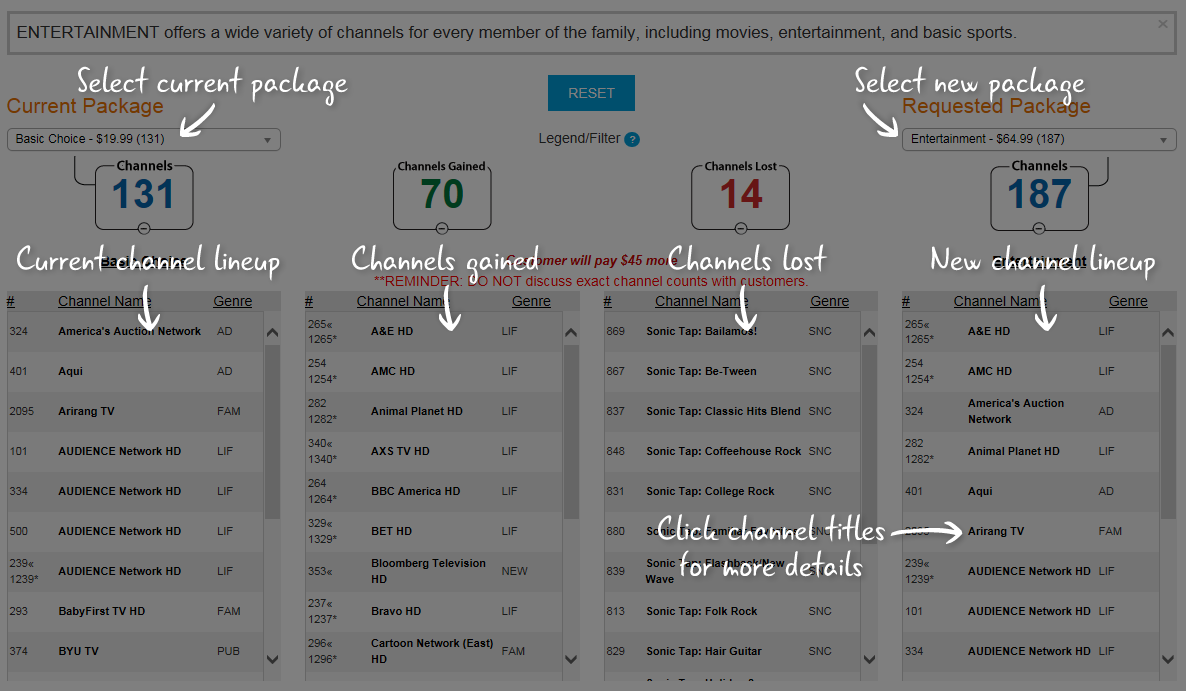 ENTERTAINMENT offers a wide variety of channels for every member of the family, including movies, entertainment, and basic sports.
×
Select current package
Current Package
Basic Choice - $19.99 (131)
RESET
Legend/Filter ?
Select new package
Requested Package
Entertainment - $64.99 (187)
Channels
131
Channels Gained
70
Channels Lost
14
Channels
187
Current channel lineup
Basic Choice
Channels gained
Customer will pay $45 more
Channels lost
New channel lineup
Entertainment
**REMINDER: DO NOT discuss exact channel counts with customers.
# Channel Name Genre
324 America's Auction Network AD
401 Aqui AD
2095 Arirang TV FAM
101 AUDIENCE Network HD LIF
334 AUDIENCE Network HD LIF
500 AUDIENCE Network HD LIF
239«
1239* AUDIENCE Network HD LIF
293 BabyFirst TV HD FAM
374 BYU TV PUB
# Channel Name Genre
265«
1265* A&E HD LIF
254
1254* AMC HD LIF
282
1282* Animal Planet HD LIF
340«
1340* AXS TV HD LIF
264
1264* BBC America HD LIF
329«
1329* BET HD LIF
353« Bloomberg Television
HD NEW
237«
1237* Bravo HD LIF
296«
1296* Cartoon Network (East)
HD FAM
# Channel Name Genre
869 Sonic Tap: Bailamos! SNC
867 Sonic Tap: Be-Tween SNC
837 Sonic Tap: Classic Hits Blend SNC
848 Sonic Tap: Coffeehouse Rock SNC
831 Sonic Tap: College Rock SNC
880 Sonic Tap: SNC
839 Sonic Tap: Flashback/New
Wave
813 Sonic Tap: Folk Rock SNC
829 Sonic Tap: Hair Guitar SNC
# Channel Name Genre
265«
1265* A&E HD LIF
254
1254* AMC HD LIF
324 America's Auction
Network AD
282
1282* Animal Planet HD LIF
401 Aqui AD
2095 Arirang TV FAM
239«
1239* AUDIENCE Network HD LIF
101 AUDIENCE Network HD LIF
334 AUDIENCE Network HD LIF
Click channel titles
for more details